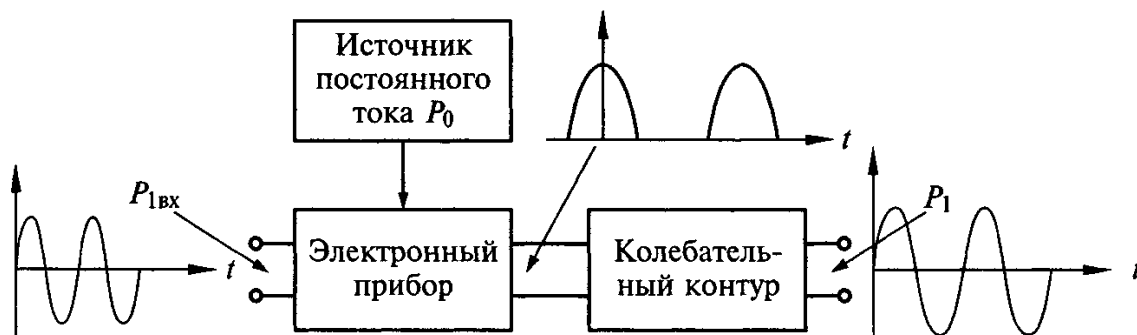 Источник
постоянного
тока P₀
t
P₁вх
t
Электронный
прибор
Колебатель-
ный контур
P₁
t